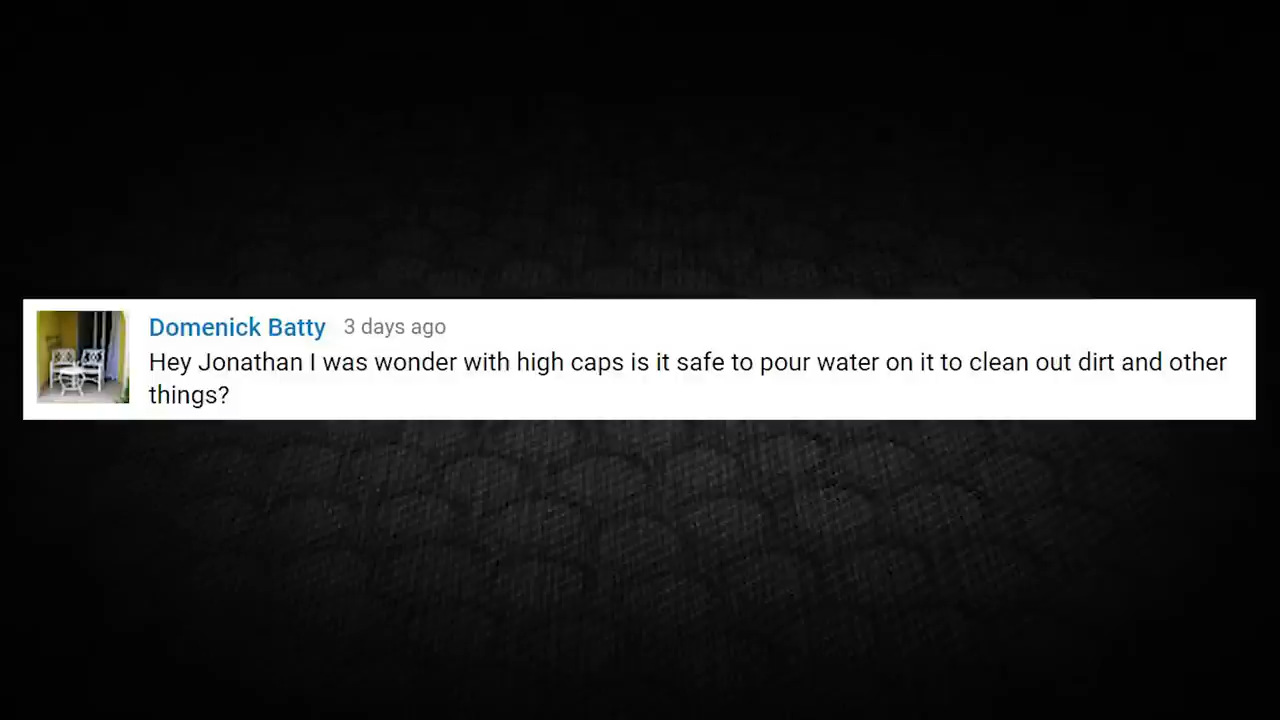 Domenick Batty 3 days ago
Hey Jonathan I was wonder with high caps is it safe to pour water on it to clean out dirt and other
things?